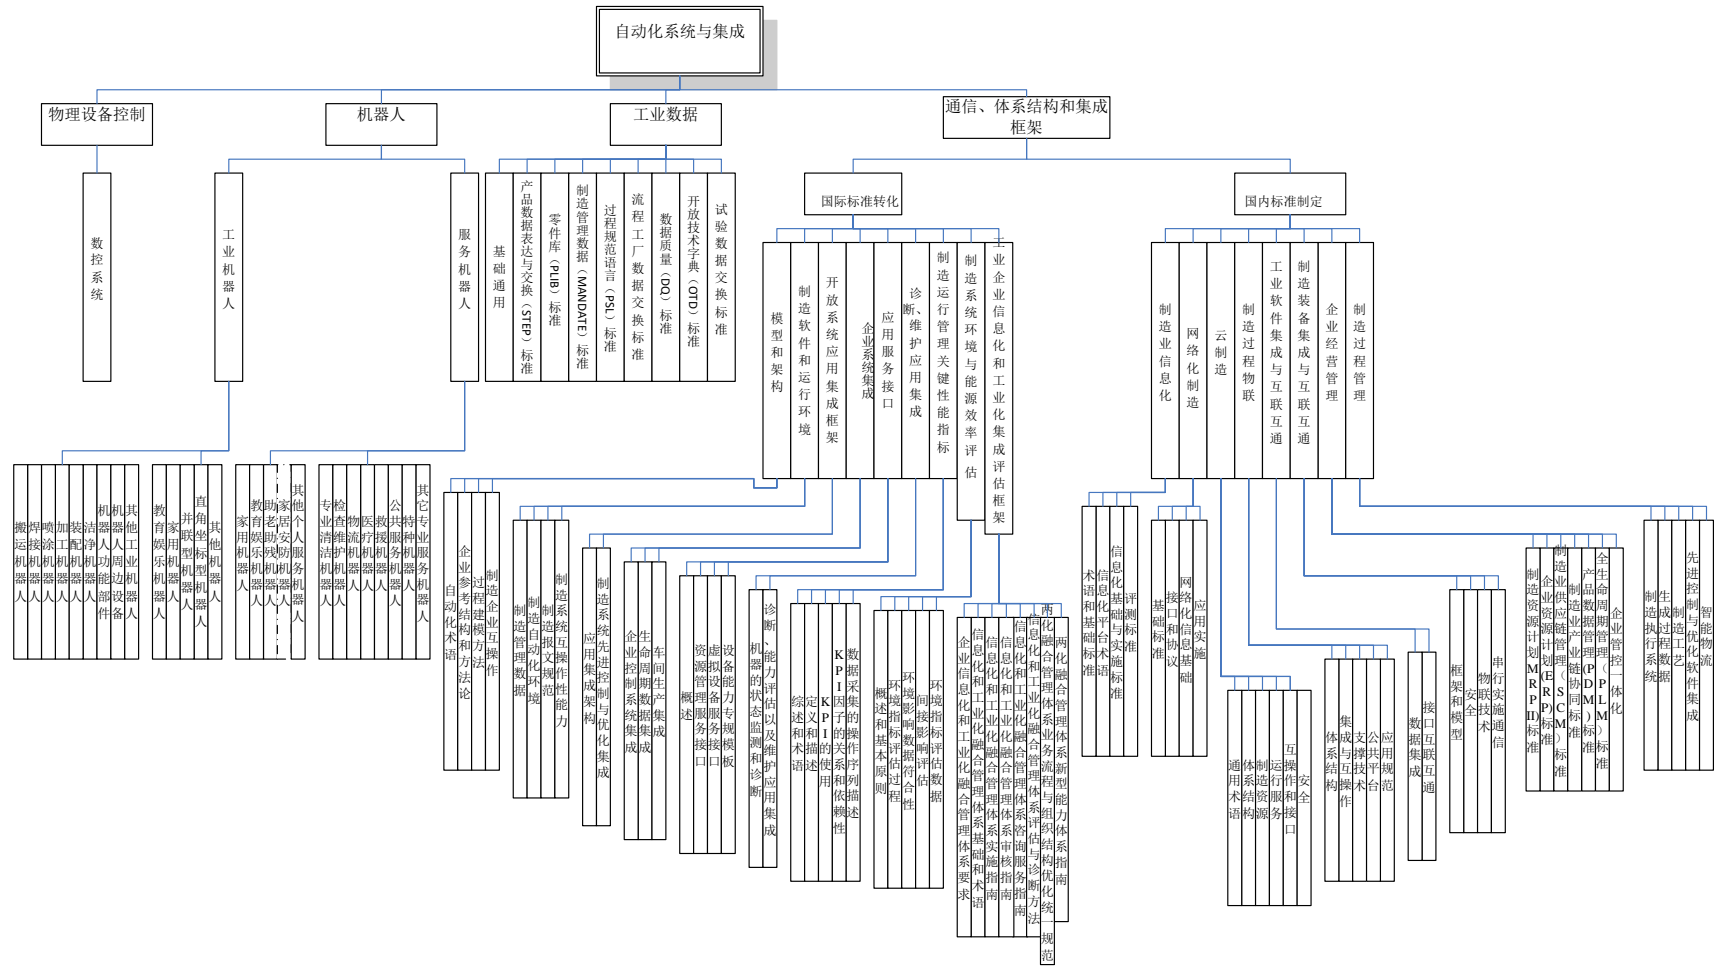 自动化系统与集成
物理设备控制
机器人
工业数据
通信、体系结构和集成
框架
国际标准转化
国内标准制定
数控系统
工业机器人
服务机器人
基础通用
产品数据表达与交换（STEP）标准
零件库（PLIB）标准
制造管理数据（MANDATE）标准
过程规范语言（PSL）标准
流程工厂数据交换标准
数据质量（DQ）标准
开放技术字典（OTD）标准
试验数据交换标准
模型和架构
制造软件和运行环境
开放系统应用集成框架
企业系统集成
应用服务接口
诊断、维护应用集成
制造运行管理关键性能指标
制造系统环境与能源效率评估
工业企业信息化和工业化集成评估框架
制造业信息化
网络化制造
云制造
制造过程物联
工业软件集成与互联互通
制造装备集成与互联互通
企业经营管理
制造过程管理
搬运机器人
焊接机器人
喷涂机器人
加工机器人
装配机器人
洁净机器人
机器人功能部件
机器人周边设备
其他工业机器人
教育娱乐机器人
家用机器人
并联型机器人
直角坐标型机器人
其他机器人
家用机器人
教育娱乐机器人
助老助残机器人
家居安防机器人
其他个人服务机器人
专业清洁机器人
检查维护机器人
物流机器人
医疗机器人
救援机器人
公共服务机器人
特种机器人
其它专业服务机器人
自动化术语
企业参考结构和方法论
过程建模方法
制造企业互操作
制造管理数据
制造自动化环境
制造报文规范
制造系统互操作性能力
应用集成架构
制造系统先进控制与优化集成
企业控制系统集成
生命周期数据集成
车间生产集成
概述
资源管理服务接口
虚拟设备服务接口
设备能力专规模板
机器的状态监测和诊断
诊断、能力评估以及维护应用集成
综述和术语
定义和描述
KPI的使用
KPI因子的关系和依赖性
数据采集的操作序列描述
概述和基本原则
环境指标评估过程
环境影响数据符合性
间接影响评估
环境指标评估数据
企业信息化和工业化融合管理体系要求
信息化和工业化融合管理体系基础和术语
信息化和工业化融合管理体系实施指南
信息化和工业化融合管理体系审核指南
信息化和工业化融合管理体系咨询服务指南
信息化和工业化融合管理体系评估与诊断方法
两化融合管理体系业务流程与组织结构优化统一规范
两化融合管理体系新型能力体系指南
术语和基础标准
信息化平台术语
信息化基础与实施标准
评测标准
基础标准
接口和协议
网络化信息基础
应用实施
通用术语
体系结构
制造资源
运行服务
互操作和接口
安全
体系结构
集成与互操作
支撑技术
公共平台
应用规范
数据集成
接口互联互通
框架和模型
安全
物联技术
串行实施通信
制造资源计划(MRPII)标准
企业资源计划(ERP)标准
制造业供应链管理（SCM）标准
制造业产业链协同标准
产品数据管理(PDM)标准
全生命周期管理（PLM）标准
企业管控一体化
制造执行系统
生成过程数据
制造工艺
先进控制与优化软件集成
智能物流